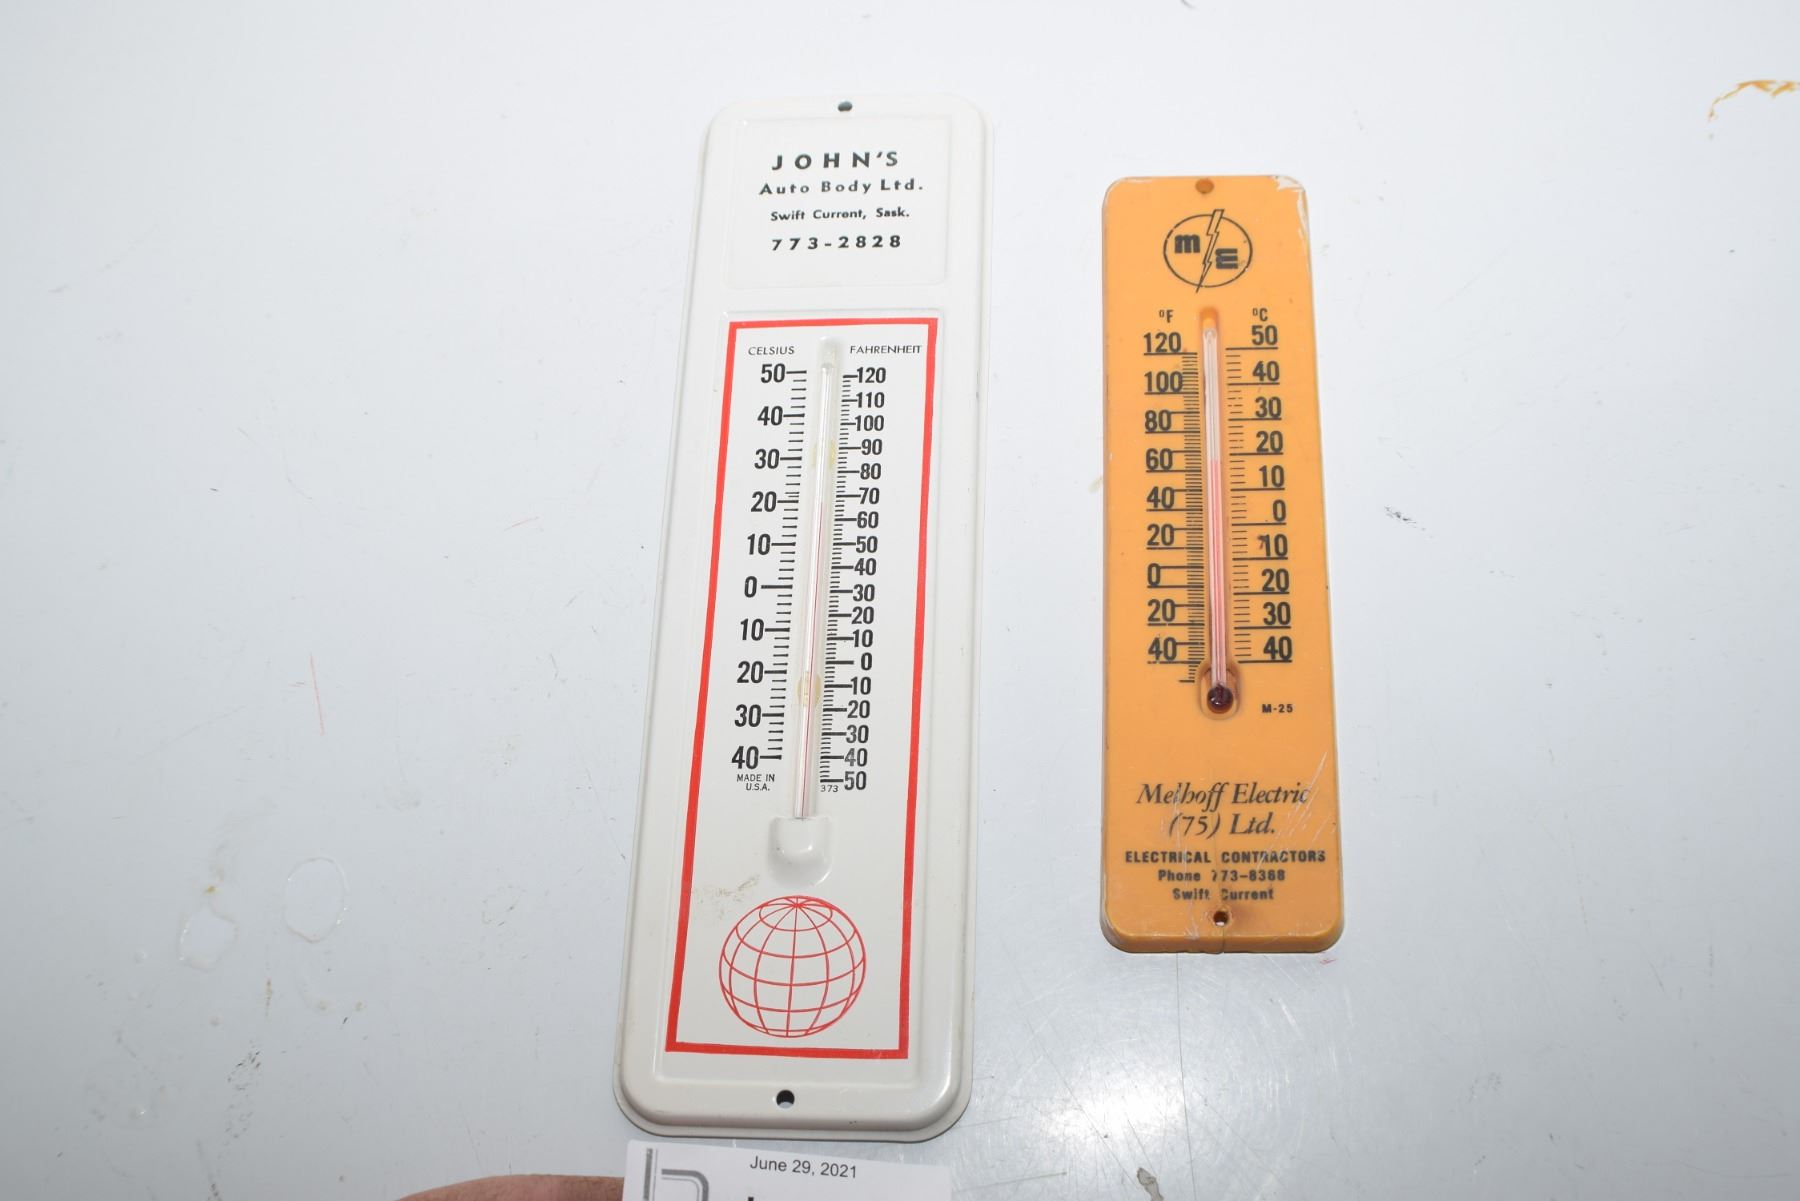 JOHN'S
Auto Body Ltd.
Swift Current, Sask.
773-2828
CELSIUS FAHRENHEIT
50 120
40 110
30 100
20 90
10 80
0 70
10 60
20 50
30 40
40 30
20
10
0
10
20
30
40
50
MADE IN
U.S.A.
373
m E
°F °C
120 50
100 40
80 30
60 20
40 10
20 0
0 10
20 20
40 30
40
M-25
Melhoff Electric
(75) Ltd.
ELECTRICAL CONTRACTORS
Phone 773-8368
Swift Current
June 29, 2021